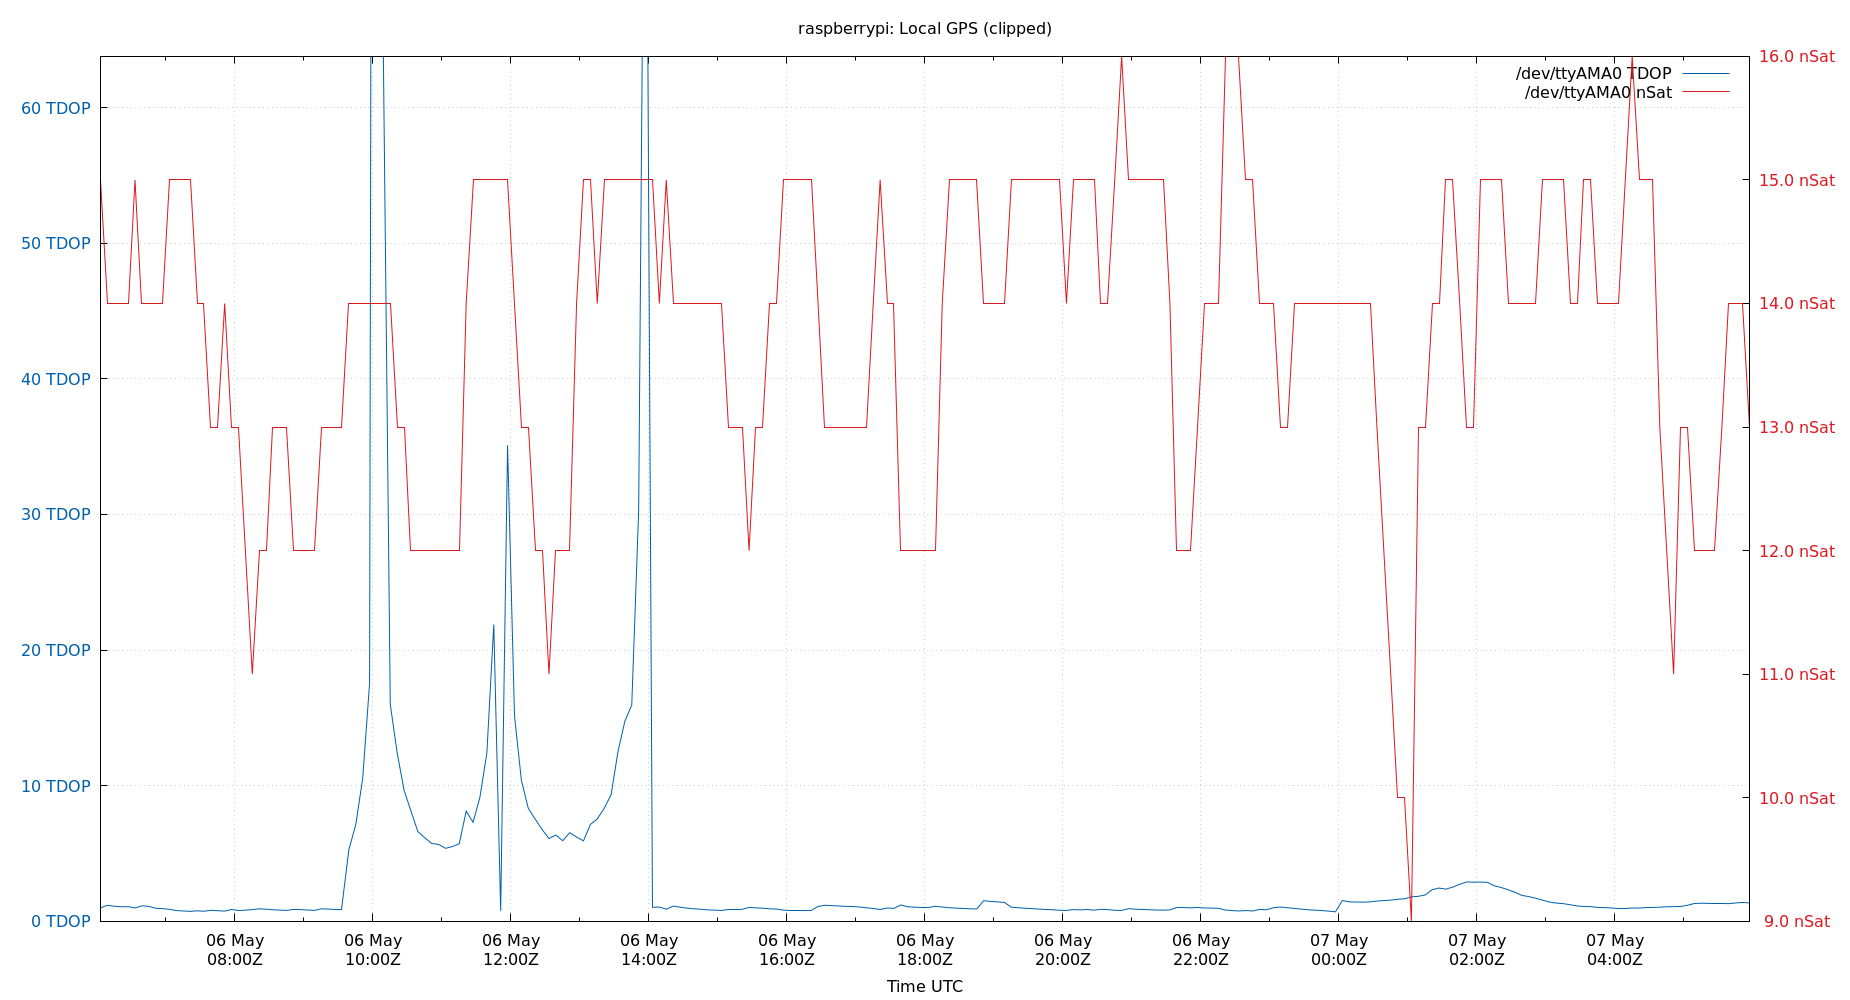 raspberrypi: Local GPS (clipped)
16.0 nSat
/dev/ttyAMA0 TDOP
/dev/ttyAMA0 nSat
60 TDOP
15.0 nSat
50 TDOP
14.0 nSat
40 TDOP
13.0 nSat
30 TDOP
12.0 nSat
20 TDOP
11.0 nSat
10 TDOP
10.0 nSat
0 TDOP
9.0 nSat
06 May 06 May 06 May 06 May 06 May 06 May 06 May 06 May 07 May 07 May 07 May
08:00Z 10:00Z 12:00Z 14:00Z 16:00Z 18:00Z 20:00Z 22:00Z 00:00Z 02:00Z 04:00Z
Time UTC